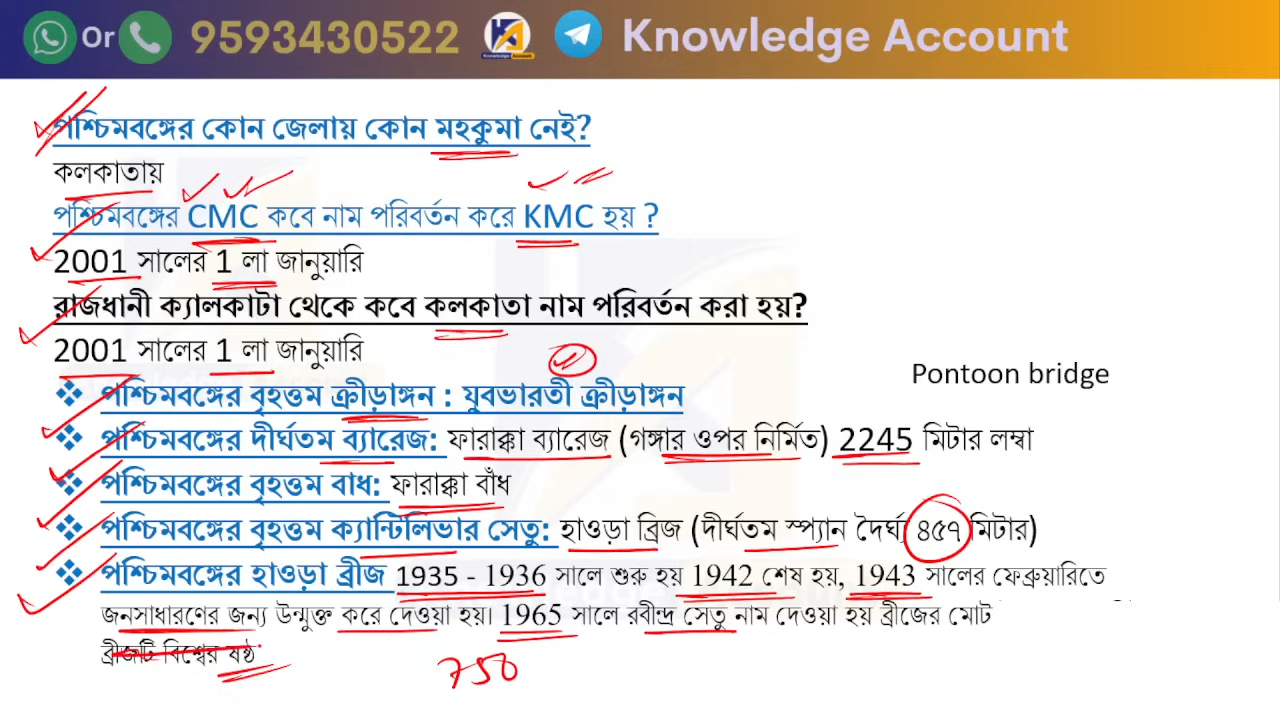 Or 9593430522 Knowledge Account
পশ্চিমবঙ্গের কোন জেলায় কোন মহকুমা নেই?
কলকাতায়
পশ্চিমবঙ্গের CMC কবে নাম পরিবর্তন করে KMC হয় ?
2001 সালের 1 লা জানুয়ারি
রাজধানী ক্যালকাটা থেকে কবে কলকাতা নাম পরিবর্তন করা হয়?
2001 সালের 1 লা জানুয়ারি
Pontoon bridge
❖ পশ্চিমবঙ্গের বৃহত্তম ক্রীড়াঙ্গন : যুবভারতী ক্রীড়াঙ্গন
❖ পশ্চিমবঙ্গের দীর্ঘতম ব্যারেজ: ফারাক্কা ব্যারেজ (গঙ্গার ওপর নির্মিত) 2245 মিটার লম্বা
❖ পশ্চিমবঙ্গের বৃহত্তম বাধ: ফারাক্কা বাঁধ
❖ পশ্চিমবঙ্গের বৃহত্তম ক্যান্টিলিভার সেতু: হাওড়া ব্রিজ (দীর্ঘতম স্প্যান দৈর্ঘ্য ৪৫৭ মিটার)
❖ পশ্চিমবঙ্গের হাওড়া ব্রীজ 1935 - 1936 সালে শুরু হয় 1942 শেষ হয়, 1943 সালের ফেব্রুয়ারিতে
জনসাধারণের জন্য উন্মুক্ত করে দেওয়া হয়। 1965 সালে রবীন্দ্র সেতু নাম দেওয়া হয় ব্রীজের মোট
ব্রীজটি বিশ্বের ষষ্ঠ